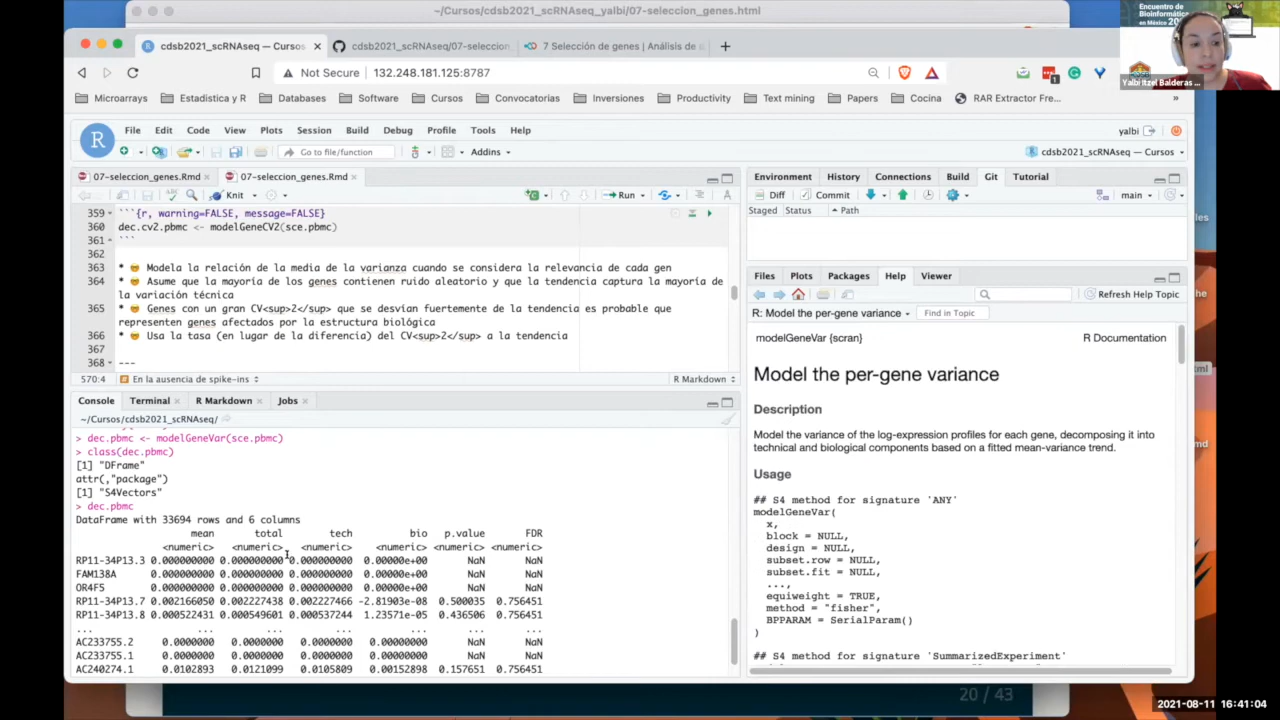 ~/Cursos/cdsb2021_scRNAseq_yalbi/07-seleccion_genes.html
cdsb2021_scRNAseq — Cursos
cdsb2021_scRNAseq/07-seleccion
7 Selección de genes | Análisis de
Encuentro de
Bioinformática
en México 20
Yalbi Itzel Balderas ...
Not Secure
132.248.181.125:8787
Microarrays
Estadistica y R
Databases
Software
Cursos
Convocatorias
Inversiones
Productivity
Text mining
Papers
Cocina
RAR Extractor Fre...
»
R
File Edit Code View Plots Session Build Debug Profile Tools Help
yalbi
Go to file/function
Addins
cdsb2021_scRNAseq — Cursos
07-seleccion_genes.Rmd
07-seleccion_genes.Rmd
Knit
Run
359 ```{r, warning=FALSE, message=FALSE}
360 dec.cv2.pbmc <- modelGeneCV2(sce.pbmc)
361 ```
362
363 * Modela la relación de la media de la varianza cuando se considera la relevancia de cada gen
364 * Asume que la mayoría de los genes contienen ruido aleatorio y que la tendencia captura la mayoría de
la variación técnica
365 * Genes con un gran CV<sup>2</sup> que se desvían fuertemente de la tendencia es probable que
representen genes afectados por la estructura biológica
366 * Usa la tasa (en lugar de la diferencia) del CV<sup>2</sup> a la tendencia
367
368 ---
570:4
En la ausencia de spike-ins
R Markdown
Console Terminal R Markdown Jobs
~/Cursos/cdsb2021_scRNAseq/
> dec.pbmc <- modelGeneVar(sce.pbmc)
> class(dec.pbmc)
[1] "DFrame"
attr(,"package")
[1] "S4Vectors"
> dec.pbmc
DataFrame with 33694 rows and 6 columns
mean total tech bio p.value FDR
<numeric> <numeric> <numeric> <numeric> <numeric> <numeric>
RP11-34P13.3 0.000000000 0.000000000 0.000000000 0.00000e+00 NaN NaN
FAM138A 0.000000000 0.000000000 0.000000000 0.00000e+00 NaN NaN
OR4F5 0.000000000 0.000000000 0.000000000 0.00000e+00 NaN NaN
RP11-34P13.7 0.002166050 0.002227438 0.002227466 -2.81903e-08 0.500035 0.756451
RP11-34P13.8 0.000522431 0.000549601 0.000537244 1.23571e-05 0.436506 0.756451
... ... ... ... ... ... ...
AC233755.2 0.0000000 0.0000000 0.0000000 0.00000000 NaN NaN
AC233755.1 0.0000000 0.0000000 0.0000000 0.00000000 NaN NaN
AC240274.1 0.0102893 0.0121099 0.0105809 0.00152898 0.157651 0.756451
Environment History Connections Build Git Tutorial
Diff Commit main
Staged Status Path
Files Plots Packages Help Viewer
Refresh Help Topic
R: Model the per-gene variance
Find in Topic
modelGeneVar {scran}
R Documentation
Model the per-gene variance
Description
Model the variance of the log-expression profiles for each gene, decomposing it into
technical and biological components based on a fitted mean-variance trend.
Usage
## S4 method for signature 'ANY'
modelGeneVar(
x,
block = NULL,
design = NULL,
subset.row = NULL,
subset.fit = NULL,
...,
equiweight = TRUE,
method = "fisher",
BPPARAM = SerialParam()
)
## S4 method for signature 'SummarizedExperiment'
20 / 43
2021-08-11 16:41:04